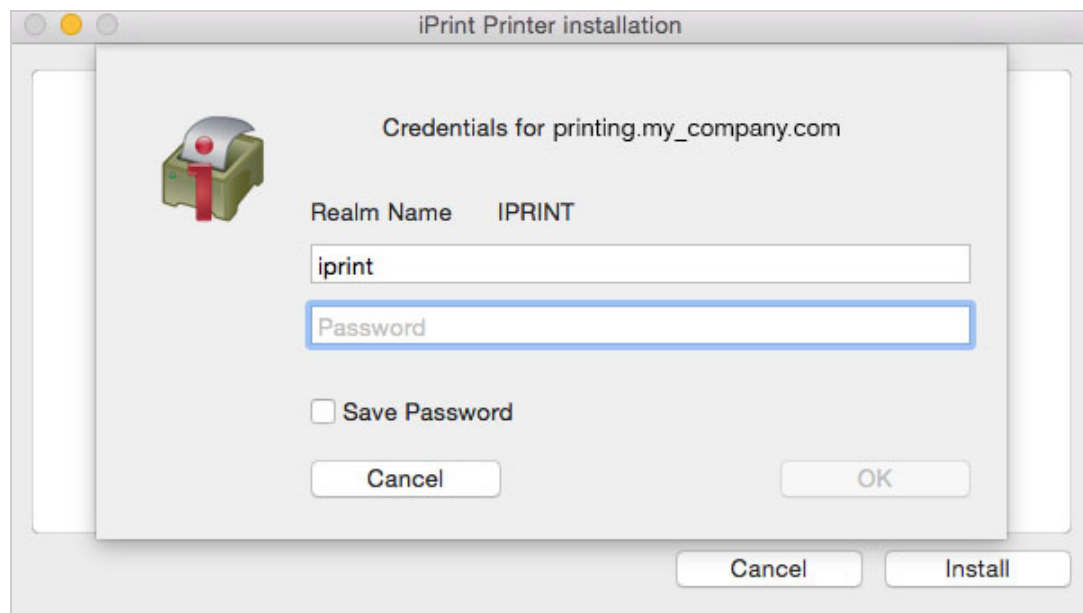 iPrint Printer installation
Credentials for printing.my_company.com
Realm Name IPRINT
iprint
Password
Save Password
Cancel OK
Cancel Install